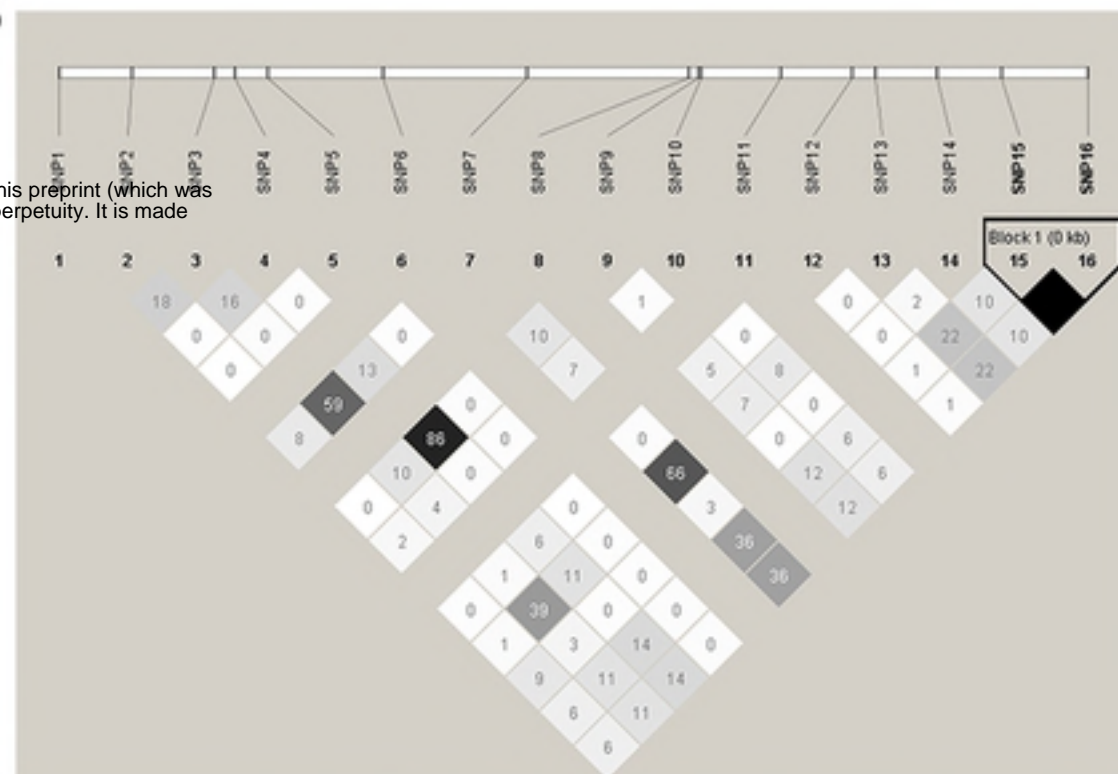 )
SNP1 SNP2 SNP3 SNP4 SNP5 SNP6 SNP7 SNP8 SNP9 SNP10 SNP11 SNP12 SNP13 SNP14 SNP15 SNP16
his preprint (which was
perpetuity. It is made
Block 1 (0 kb)
1 2 3 4 5 6 7 8 9 10 11 12 13 14 15 16
18 16 0 1 0 2 10
0 0 0 10 0 0 22 10
0 13 7 5 8 1 22
59 0 7 0 1
8 86 0 0 0 6
10 0 66 12 6
0 4 0 3 12
2 6 0 36
1 11 0 36
0 39 0 0
1 3 14 0
9 11 14
6 11
6